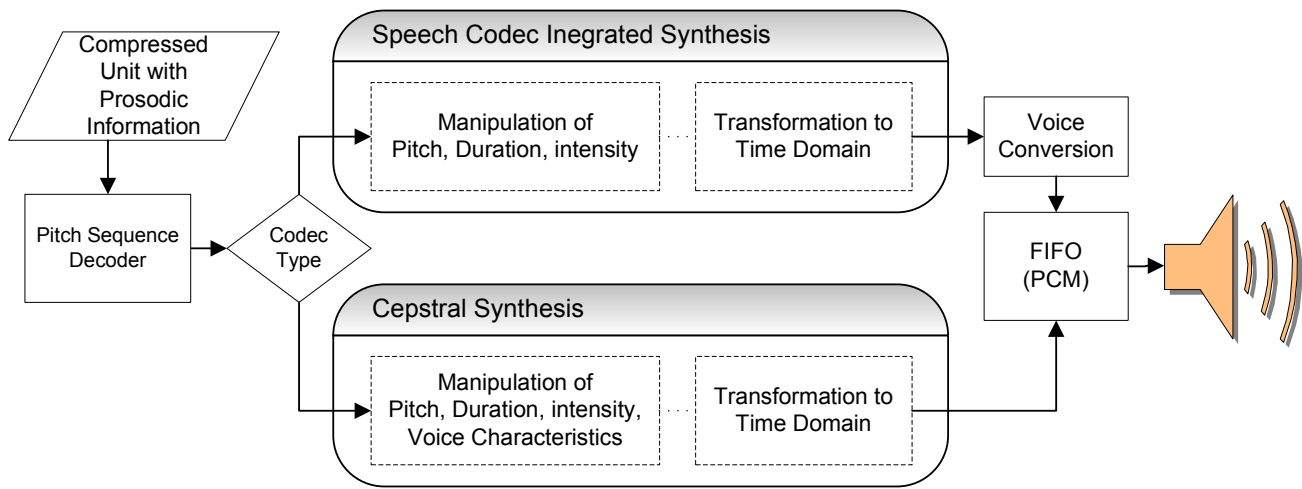 Compressed
Unit with
Prosodic
Information
Pitch Sequence
Decoder
Codec
Type
Speech Codec Inegrated Synthesis
Manipulation of
Pitch, Duration, intensity
Transformation to
Time Domain
Voice
Conversion
FIFO
(PCM)
Cepstral Synthesis
Manipulation of
Pitch, Duration, intensity,
Voice Characteristics
Transformation to
Time Domain